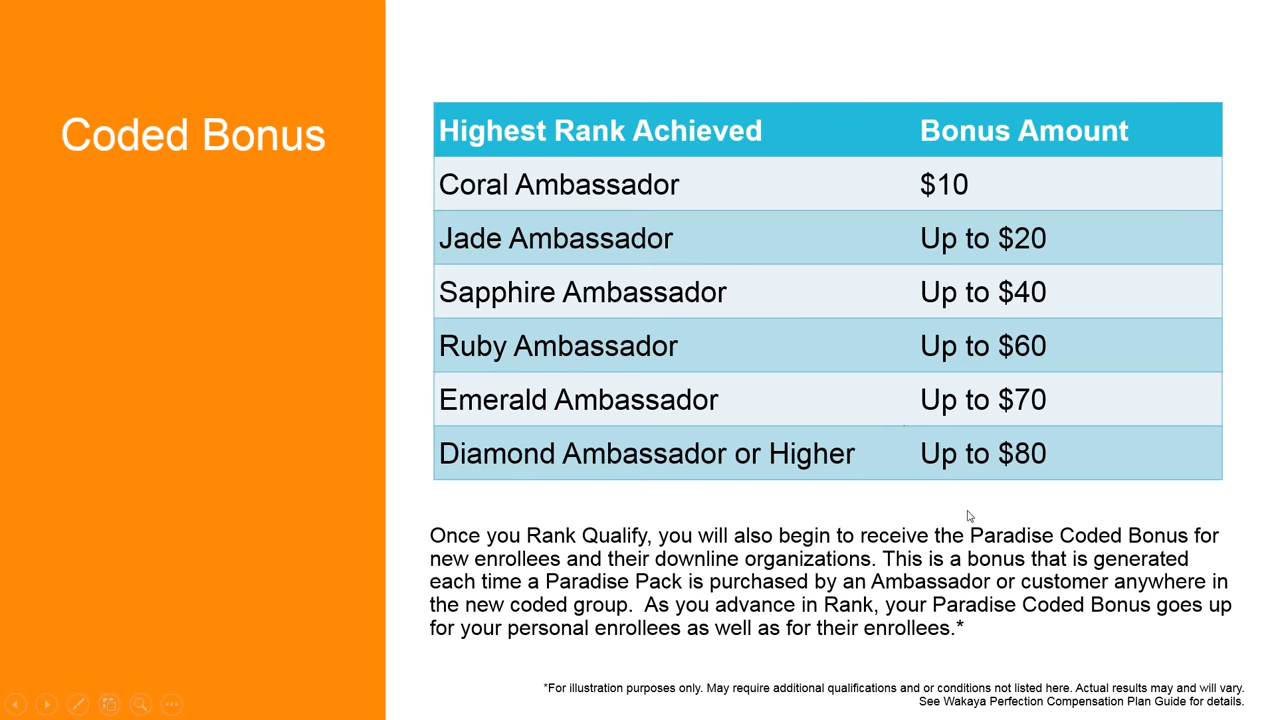 Coded Bonus
Highest Rank Achieved Bonus Amount
Coral Ambassador $10
Jade Ambassador Up to $20
Sapphire Ambassador Up to $40
Ruby Ambassador Up to $60
Emerald Ambassador Up to $70
Diamond Ambassador or Higher Up to $80
Once you Rank Qualify, you will also begin to receive the Paradise Coded Bonus for
new enrollees and their downline organizations. This is a bonus that is generated
each time a Paradise Pack is purchased by an Ambassador or customer anywhere in
the new coded group.  As you advance in Rank, your Paradise Coded Bonus goes up
for your personal enrollees as well as for their enrollees.*
*For illustration purposes only. May require additional qualifications and or conditions not listed here. Actual results may and will vary.
See Wakaya Perfection Compensation Plan Guide for details.